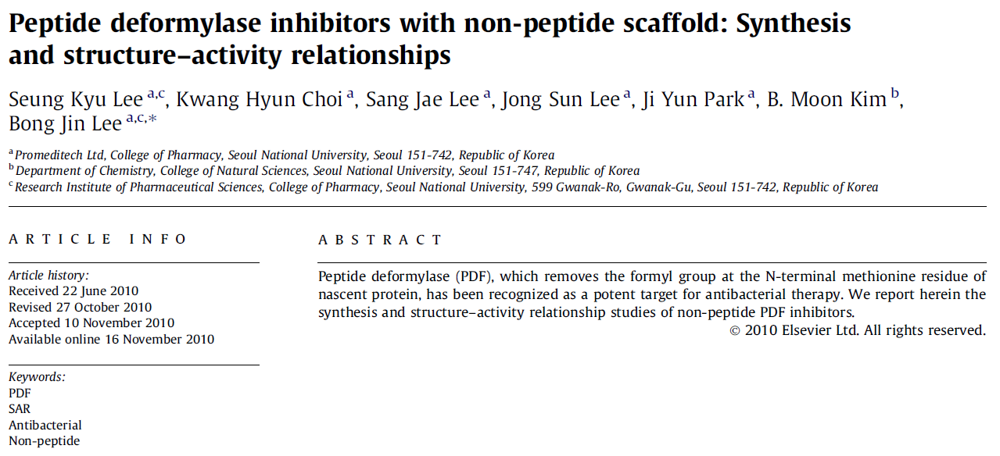 Peptide deformylase inhibitors with non-peptide scaffold: Synthesis
and structure–activity relationships
Seung Kyu Lee a,c, Kwang Hyun Choi a, Sang Jae Lee a, Jong Sun Lee a, Ji Yun Park a, B. Moon Kim b,
Bong Jin Lee a,c,*
a Promeditech Ltd, College of Pharmacy, Seoul National University, Seoul 151-742, Republic of Korea
b Department of Chemistry, College of Natural Sciences, Seoul National University, Seoul 151-747, Republic of Korea
c Research Institute of Pharmaceutical Sciences, College of Pharmacy, Seoul National University, 599 Gwanak-Ro, Gwanak-Gu, Seoul 151-742, Republic of Korea
ARTICLE INFO
Article history:
Received 22 June 2010
Revised 27 October 2010
Accepted 10 November 2010
Available online 16 November 2010
Keywords:
PDF
SAR
Antibacterial
Non-peptide
ABSTRACT
Peptide deformylase (PDF), which removes the formyl group at the N-terminal methionine residue of
nascent protein, has been recognized as a potent target for antibacterial therapy. We report herein the
synthesis and structure–activity relationship studies of non-peptide PDF inhibitors.
© 2010 Elsevier Ltd. All rights reserved.